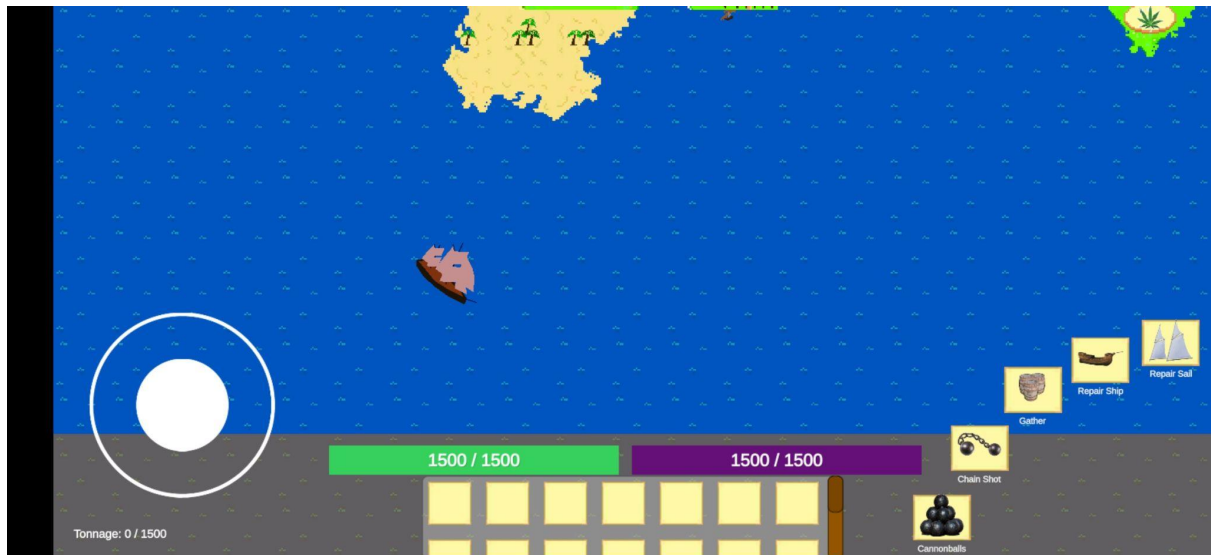 Repair Sail
Repair Ship
Gather
1500 / 1500
1500 / 1500
Chain Shot
Tonnage: 0 / 1500
Cannonballs